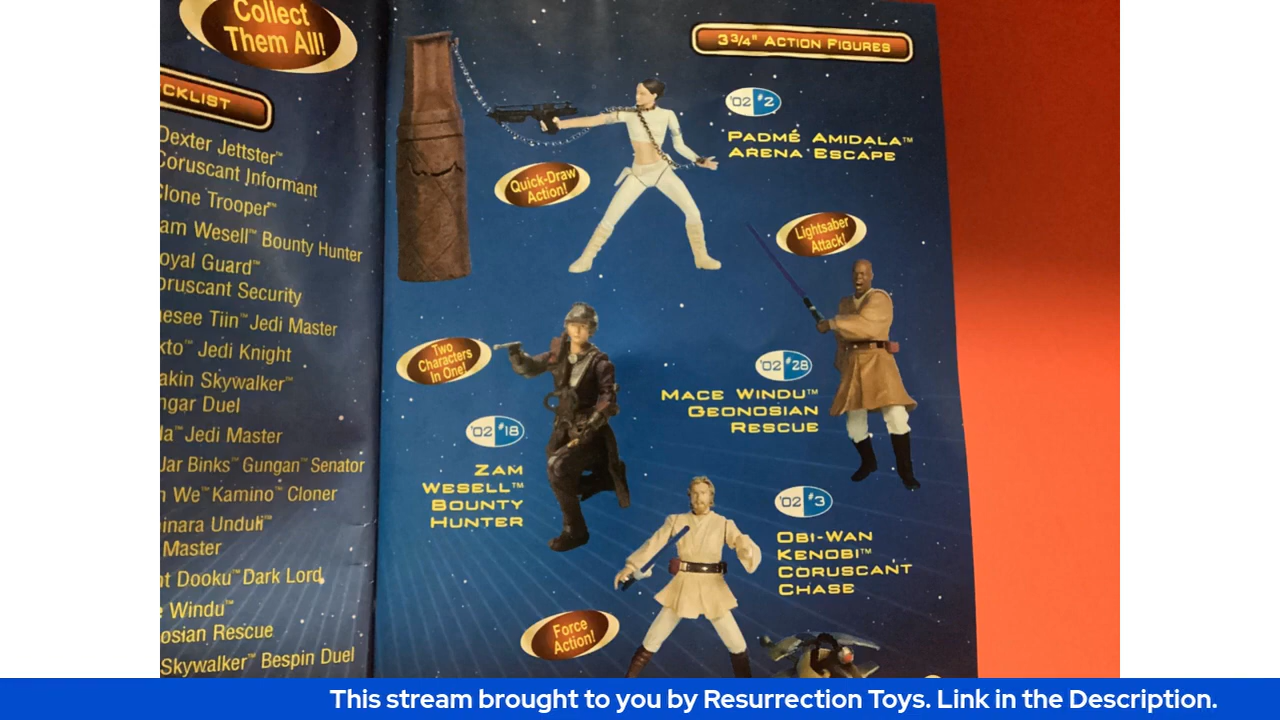 Collect
Them All!
CKLIST
Dexter Jettster™
Coruscant Informant
Clone Trooper™
am Wesell™ Bounty Hunter
oyal Guard™
oruscant Security
esee Tiin™ Jedi Master
kto™ Jedi Knight
akin Skywalker™
ngar Duel
da™ Jedi Master
Jar Binks™ Gungan™ Senator
n We™ Kamino™ Cloner
inara Unduli™
Master
nt Dooku™ Dark Lord
e Windu™
osian Rescue
Skywalker™ Bespin Duel
3 3/4" ACTION FIGURES
'02 #2
PADMÉ AMIDALA™
ARENA ESCAPE
Quick-Draw
Action!
Lightsaber
Attack!
Two
Characters
In One!
'02 #28
MACE WINDU™
GEONOSIAN
RESCUE
'02 #18
ZAM
WESELL™
BOUNTY
HUNTER
'02 #3
OBI-WAN
KENOBI™
CORUSCANT
CHASE
Force
Action!
This stream brought to you by Resurrection Toys. Link in the Description.